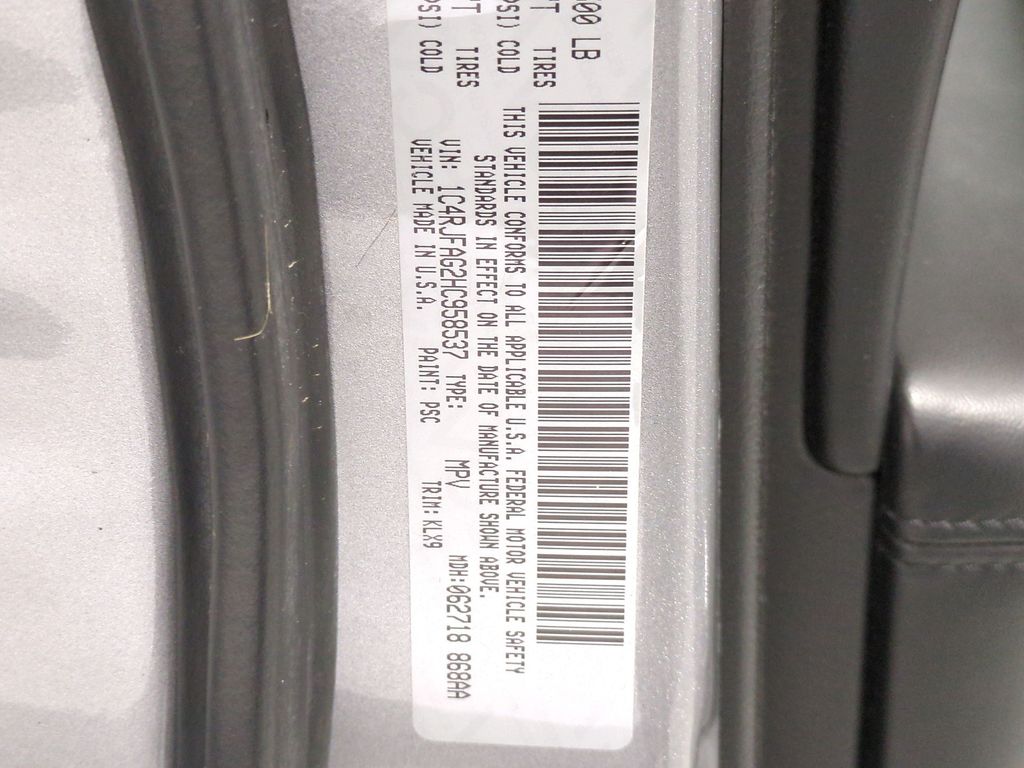 00 LB
TT TIRES
PSI) COLD
TT TIRES
PSI) COLD
THIS VEHICLE CONFORMS TO ALL APPLICABLE U.S.A. FEDERAL MOTOR VEHICLE SAFETY
STANDARDS IN EFFECT ON THE DATE OF MANUFACTURE SHOWN ABOVE.
VIN: 1C4RJFAG2HC958537 TYPE: MPV MDH:062718 868AA
VEHICLE MADE IN U.S.A. PAINT: PSC TRIM:KLX9